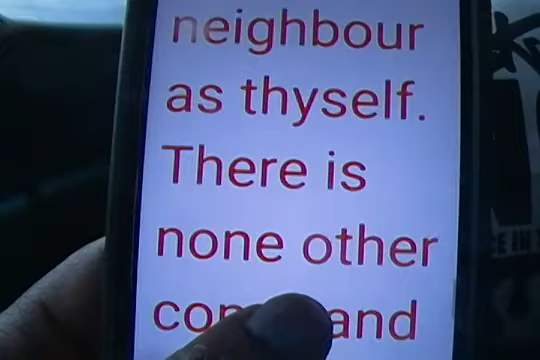 neighbour
as thyself.
There is
none other